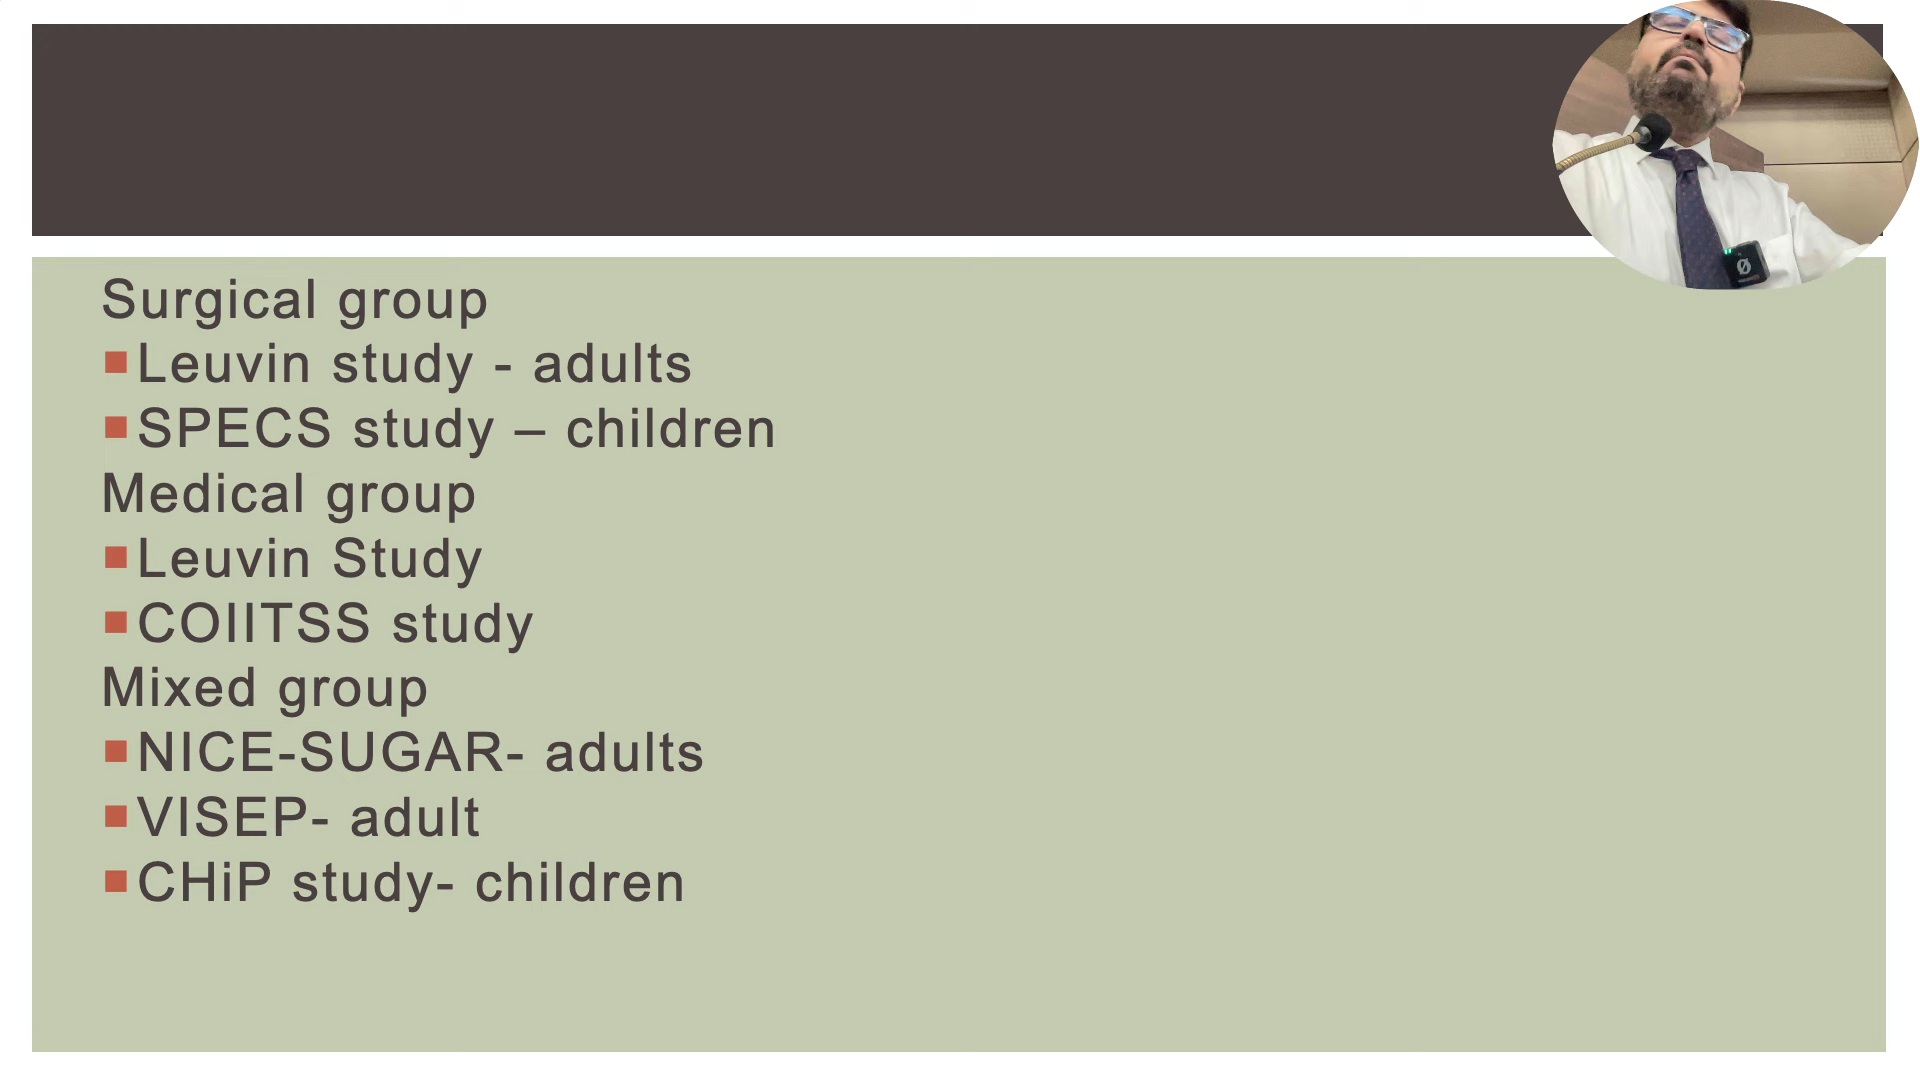 Surgical group
Leuvin study - adults
SPECS study – children
Medical group
Leuvin Study
COIITSS study
Mixed group
NICE-SUGAR- adults
VISEP- adult
CHiP study- children